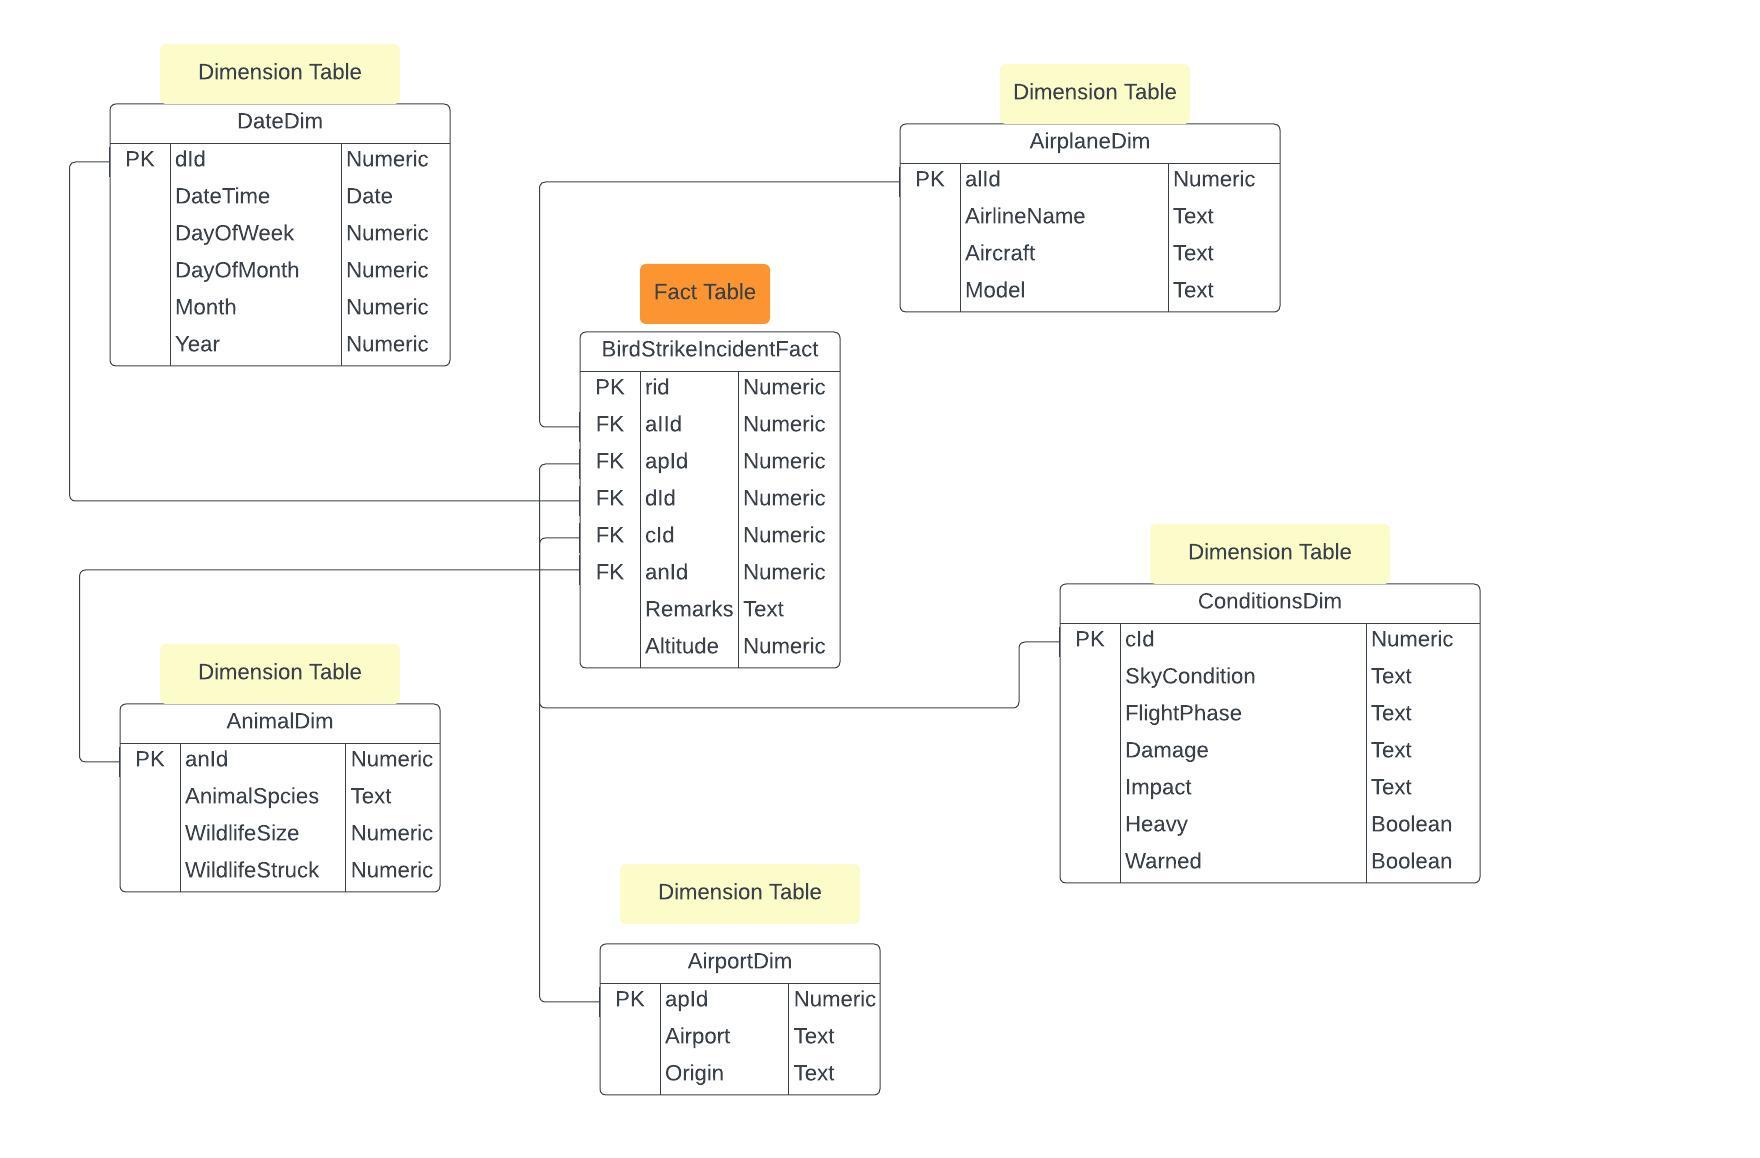 Dimension Table
DateDim
PK dId Numeric
DateTime Date
DayOfWeek Numeric
DayOfMonth Numeric
Month Numeric
Year Numeric
Dimension Table
AirplaneDim
PK alId Numeric
AirlineName Text
Aircraft Text
Model Text
Fact Table
BirdStrikeIncidentFact
PK rid Numeric
FK alId Numeric
FK apId Numeric
FK dId Numeric
FK cId Numeric
FK anId Numeric
Remarks Text
Altitude Numeric
Dimension Table
ConditionsDim
PK cId Numeric
SkyCondition Text
FlightPhase Text
Damage Text
Impact Text
Heavy Boolean
Warned Boolean
Dimension Table
AnimalDim
PK anId Numeric
AnimalSpcies Text
WildlifeSize Numeric
WildlifeStruck Numeric
Dimension Table
AirportDim
PK apId Numeric
Airport Text
Origin Text